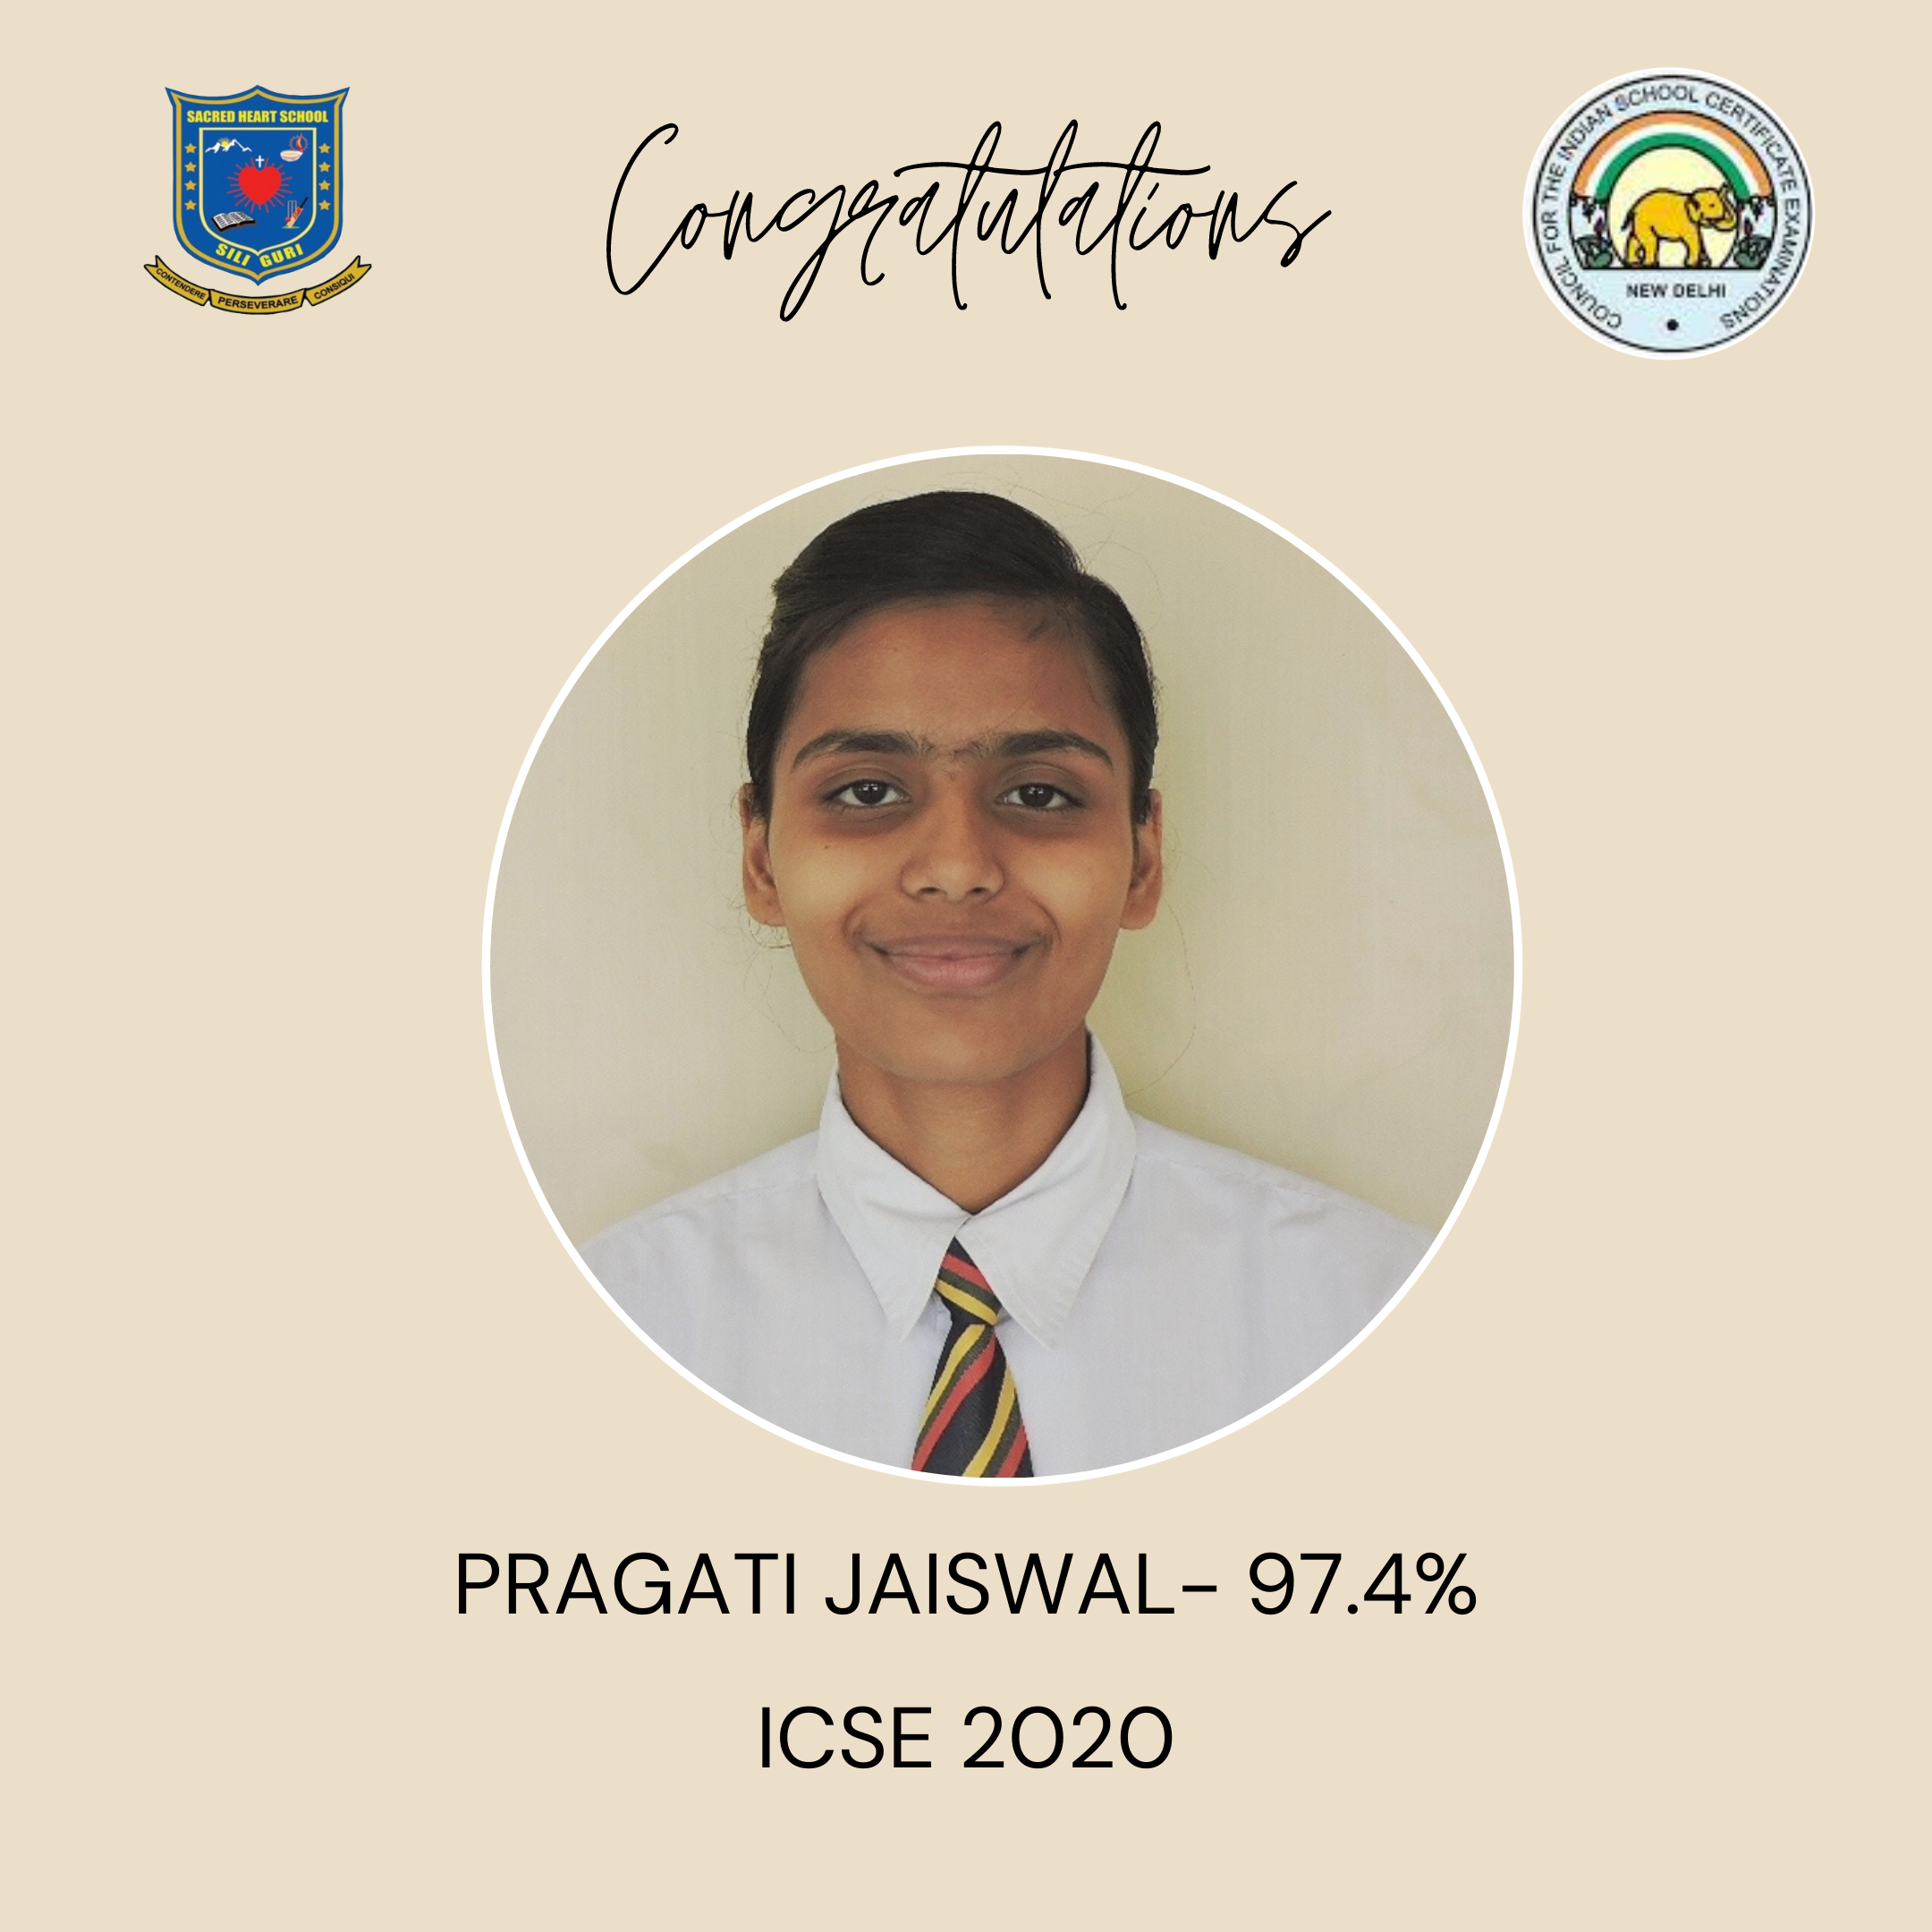 SACRED HEART SCHOOL
SILI GURI
CONTENDERE PERSEVERARE CONSIQUI
Congratulations
COUNCIL FOR THE INDIAN SCHOOL CERTIFICATE EXAMINATIONS
NEW DELHI
PRAGATI JAISWAL- 97.4%
ICSE 2020